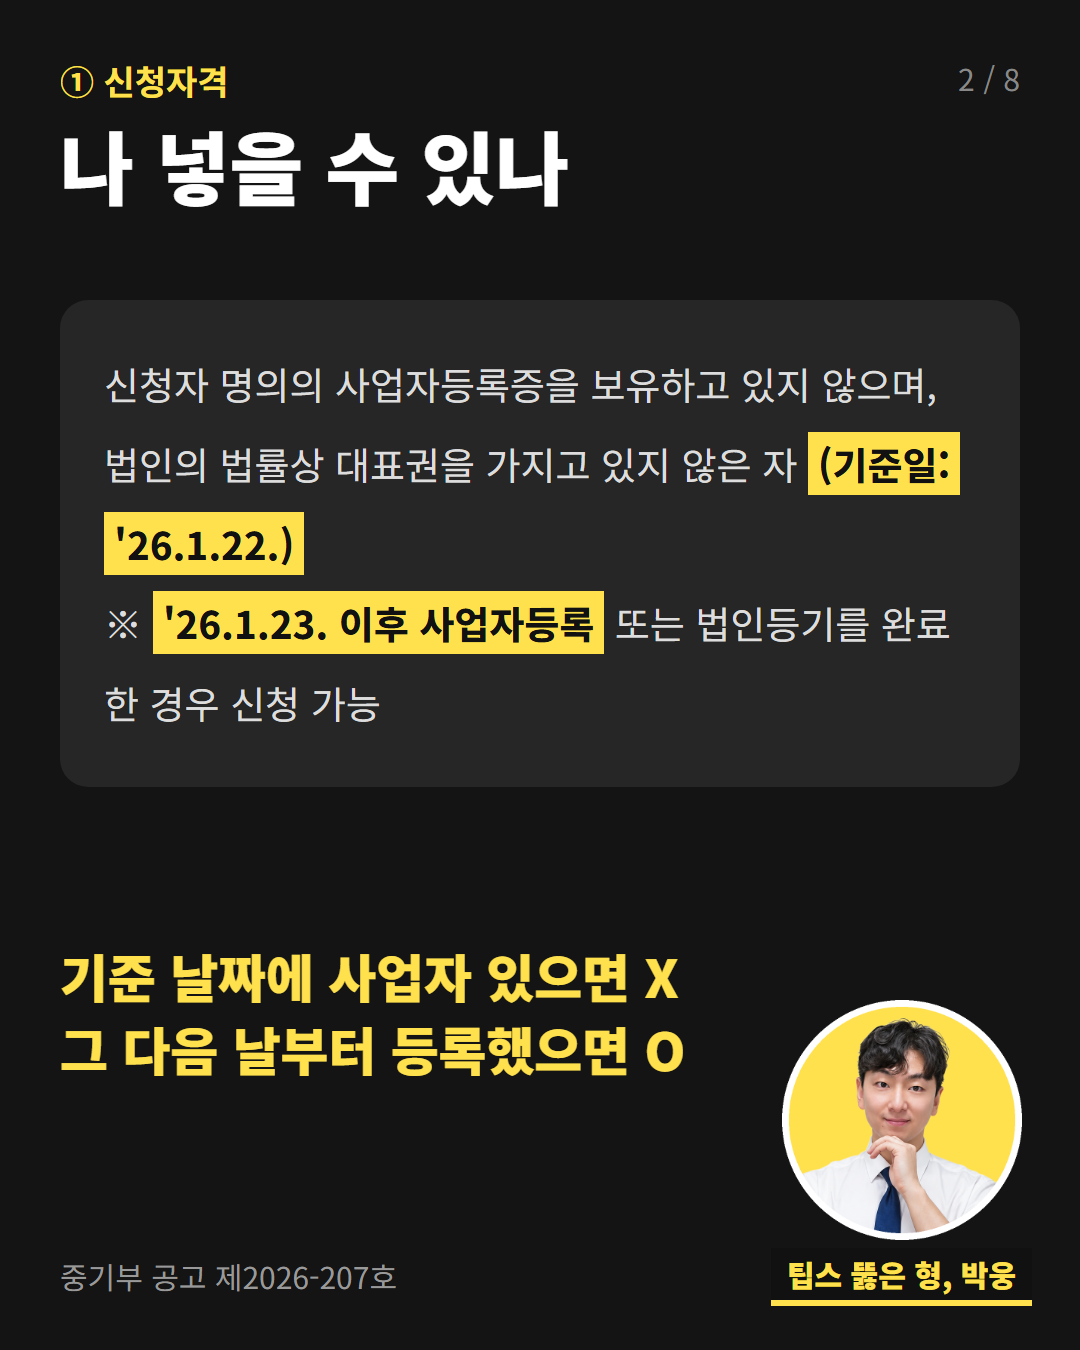 ① 신청자격
2 / 8
나 넣을 수 있나
신청자 명의의 사업자등록증을 보유하고 있지 않으며,
법인의 법률상 대표권을 가지고 있지 않은 자 (기준일:
'26.1.22.)
※ '26.1.23. 이후 사업자등록 또는 법인등기를 완료
한 경우 신청 가능
기준 날짜에 사업자 있으면 X
그 다음 날부터 등록했으면 O
중기부 공고 제2026-207호
팁스 뚫은 형, 박웅